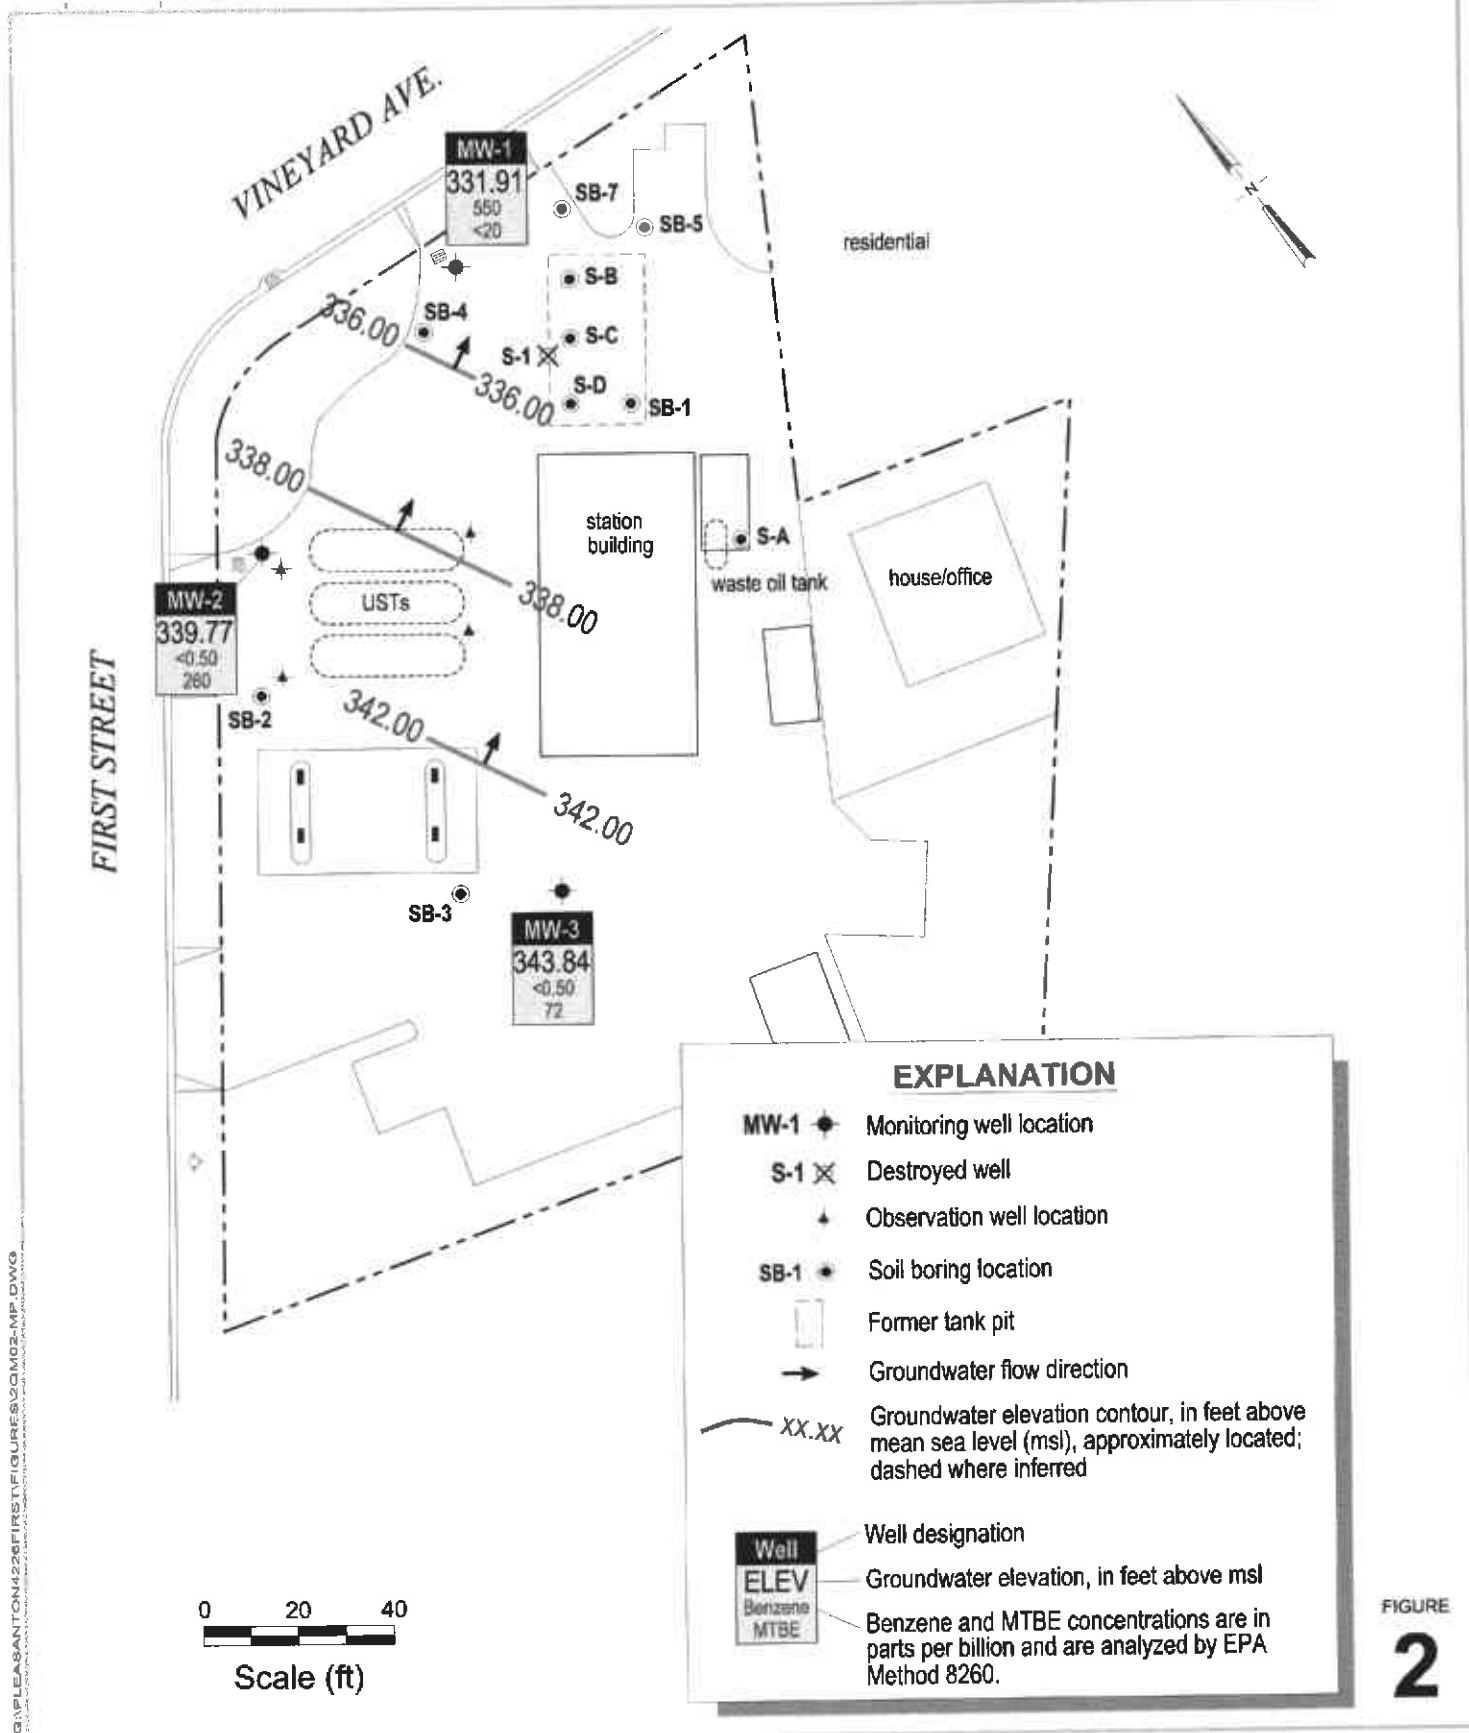 VINEYARD AVE.
MW-1
331.91
550
<20
SB-7
SB-5
residential
S-B
SB-4
336.00
S-C
S-1
336.00
S-D
SB-1
338.00
station
building
S-A
waste oil tank
house/office
USTs
338.00
MW-2
339.77
<0.50
260
SB-2
FIRST STREET
342.00
342.00
SB-3
MW-3
343.84
<0.50
72
N
EXPLANATION
MW-1 Monitoring well location
S-1 Destroyed well
Observation well location
SB-1 Soil boring location
Former tank pit
Groundwater flow direction
XX.XX Groundwater elevation contour, in feet above
mean sea level (msl), approximately located;
dashed where inferred
Well
ELEV
Benzene
MTBE
Well designation
Groundwater elevation, in feet above msl
Benzene and MTBE concentrations are in
parts per billion and are analyzed by EPA
Method 8260.
0 20 40
Scale (ft)
FIGURE
2
G:\PLEASANTON4226FIRST\FIGURES\2QM02-MP.DWG